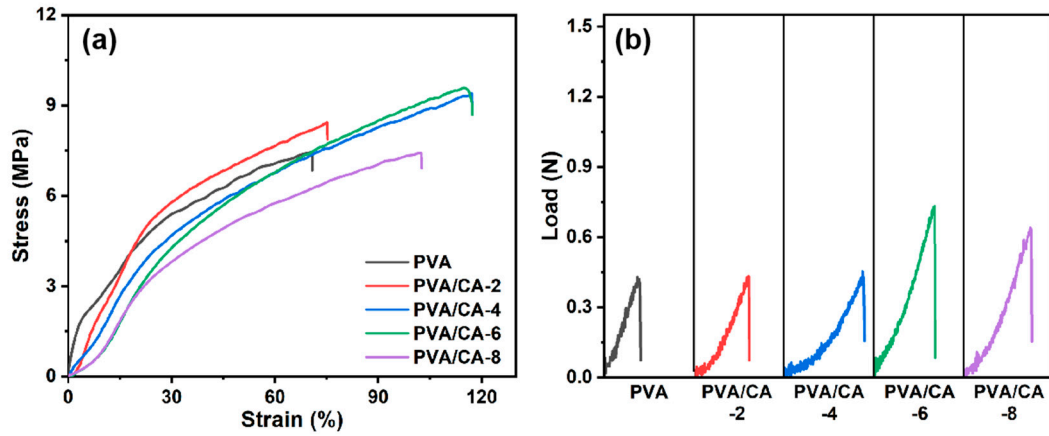 (a)
12
9
6
3
0
Stress (MPa)
0 30 60 90 120
Strain (%)
PVA
PVA/CA-2
PVA/CA-4
PVA/CA-6
PVA/CA-8
(b)
1.5
1.2
0.9
0.6
0.3
0.0
Load (N)
PVA
PVA/CA
-2
PVA/CA
-4
PVA/CA
-6
PVA/CA
-8